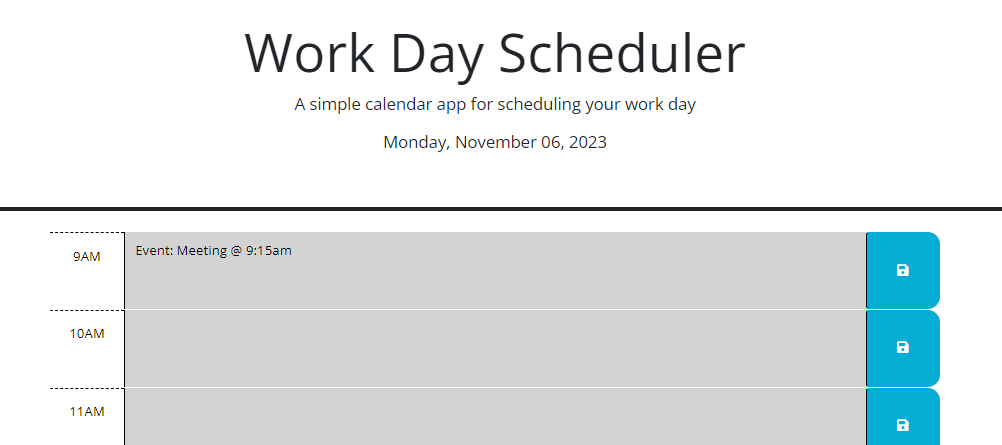 Work Day Scheduler
A simple calendar app for scheduling your work day
Monday, November 06, 2023
9AM
Event: Meeting @ 9:15am
10AM
11AM